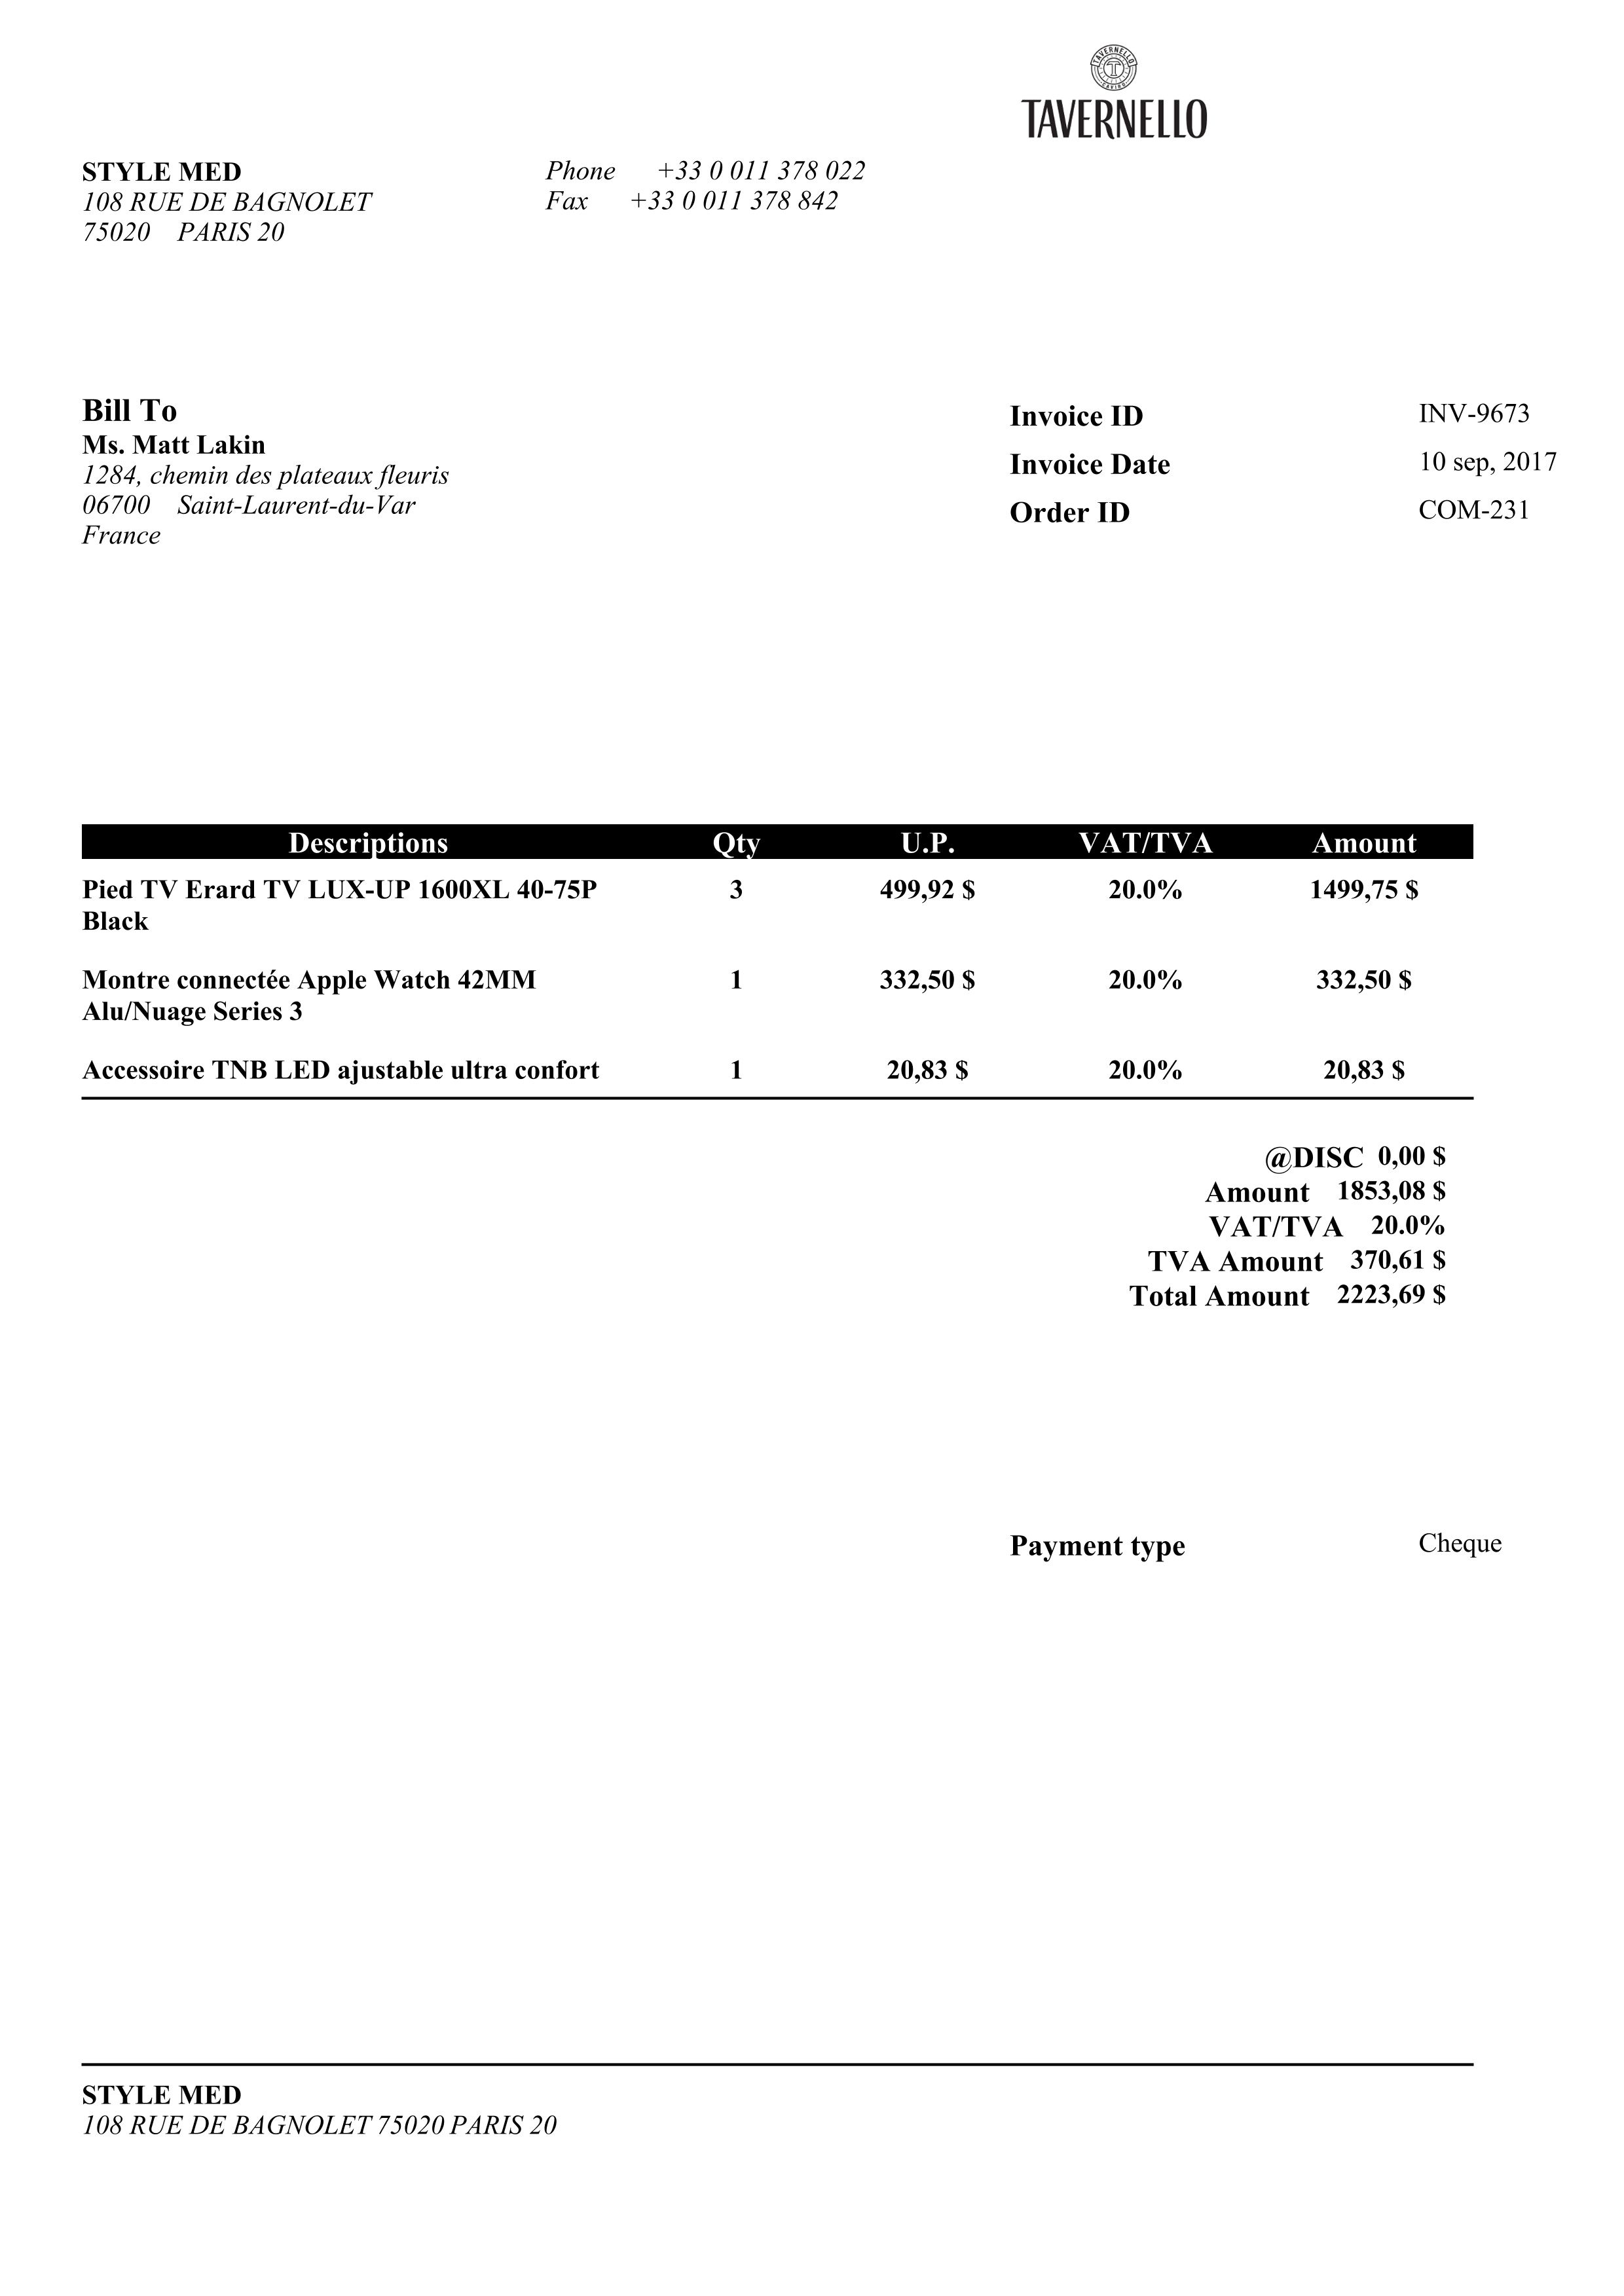 TAVERNELLO
CAVIRO
TAVERNELLO
STYLE MED
108 RUE DE BAGNOLET
75020 PARIS 20
Phone +33 0 011 378 022
Fax +33 0 011 378 842
Bill To
Ms. Matt Lakin
1284, chemin des plateaux fleuris
06700 Saint-Laurent-du-Var
France
Invoice ID INV-9673
Invoice Date 10 sep, 2017
Order ID COM-231
Descriptions Qty U.P. VAT/TVA Amount
Pied TV Erard TV LUX-UP 1600XL 40-75P 3 499,92 $ 20.0% 1499,75 $
Black
Montre connectée Apple Watch 42MM 1 332,50 $ 20.0% 332,50 $
Alu/Nuage Series 3
Accessoire TNB LED ajustable ultra confort 1 20,83 $ 20.0% 20,83 $
@DISC 0,00 $
Amount 1853,08 $
VAT/TVA 20.0%
TVA Amount 370,61 $
Total Amount 2223,69 $
Payment type Cheque
STYLE MED
108 RUE DE BAGNOLET 75020 PARIS 20